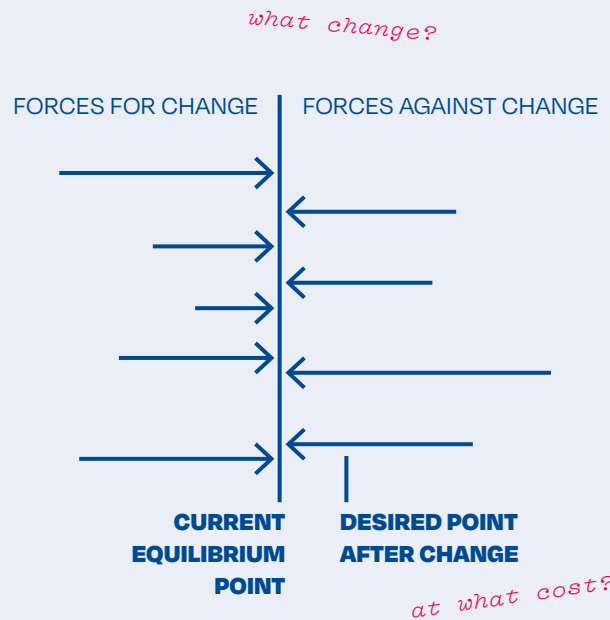 what change?
FORCES FOR CHANGE
FORCES AGAINST CHANGE
CURRENT
EQUILIBRIUM
POINT
DESIRED POINT
AFTER CHANGE
at what cost?